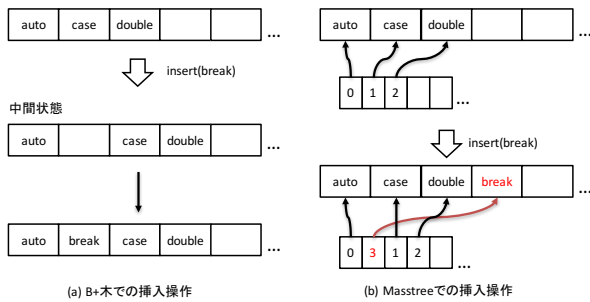 auto case double ...
insert(break)
中間状態
auto case double ...
auto break case double ...
(a) B+木での挿入操作
auto case double ...
0 1 2 ...
insert(break)
auto case double break ...
0 3 1 2 ...
(b) Masstreeでの挿入操作